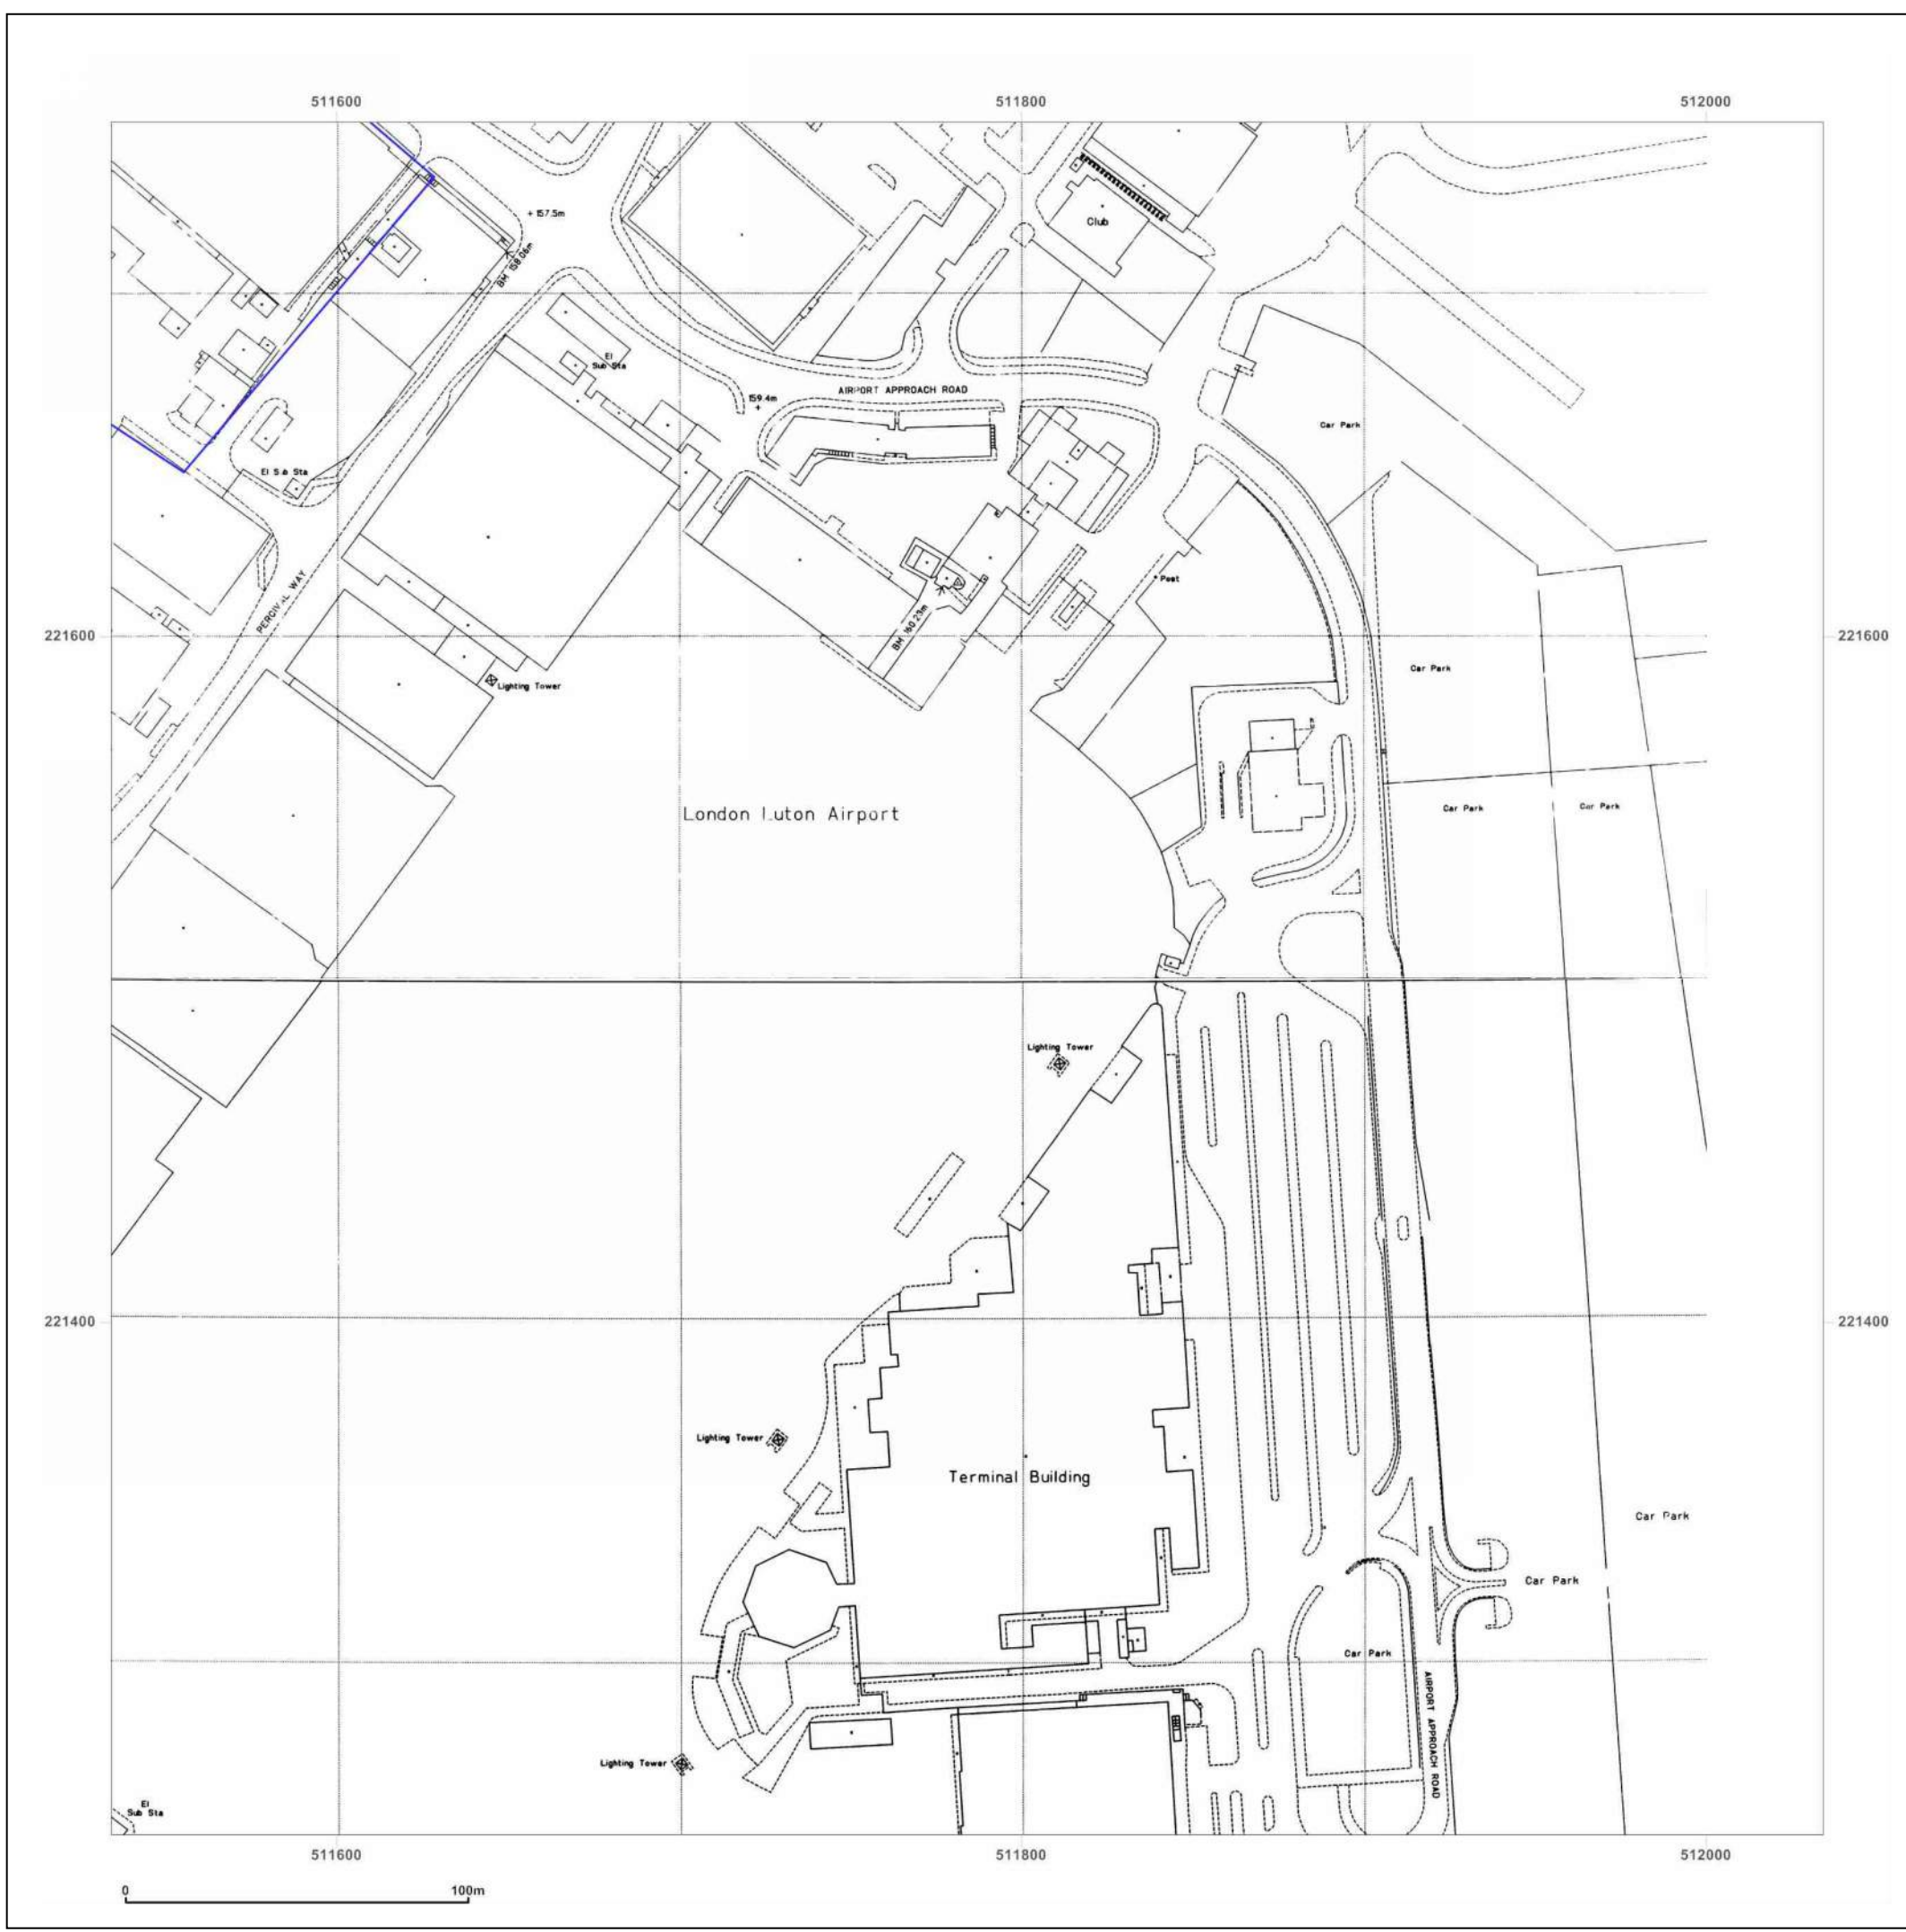 511600
511800
512000
+ 157.5m
Club
BM 158.06m
El
Sub Sta
AIRPORT APPROACH ROAD
159.4m
+
Car Park
El Sub Sta
Post
PERCIVAL WAY
BM 160.23m
221600
221600
Car Park
Lighting Tower
London Luton Airport
Car Park
Car Park
Lighting Tower
221400
221400
Lighting Tower
Terminal Building
Car Park
Car Park
Car Park
AIRPORT APPROACH ROAD
Lighting Tower
El
Sub Sta
511600
511800
512000
0
100m